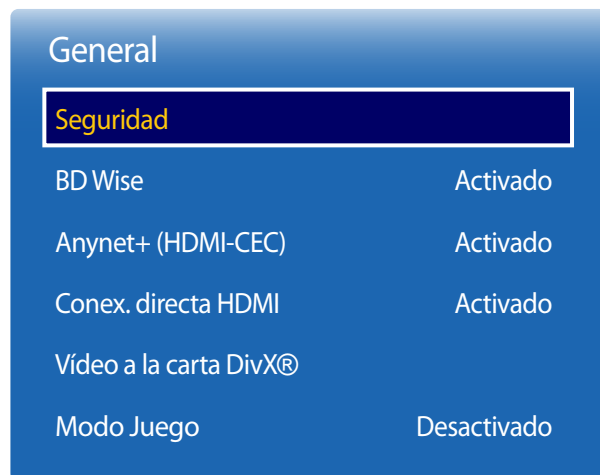 General
Seguridad
BD Wise Activado
Anynet+ (HDMI-CEC) Activado
Conex. directa HDMI Activado
Vídeo a la carta DivX®
Modo Juego Desactivado